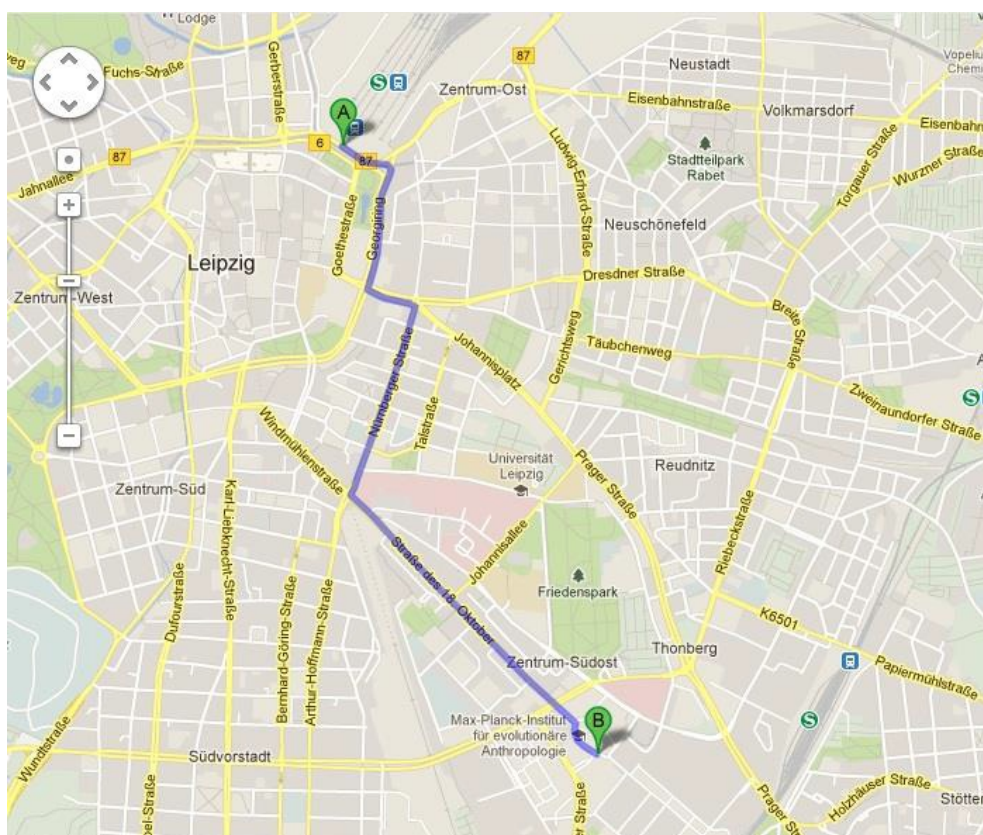 Lodge
Fuchs-Straße
Gerberstraße
87
Neustadt
Vopeliu
Chemi
S
Zentrum-Ost
Eisenbahnstraße
Volkmarsdorf
Eisenbahn
A
6
87
87
Jahnallee
Stadtteilpark
Rabet
Torgauer Straße
Wurzner Straße
Ludwig-Erhard-Straße
Goethestraße
Georgiring
Neuschönefeld
Leipzig
Dresdner Straße
Zentrum-West
Breite Straße
Gerichtsweg
Täubchenweg
Johannisplatz
Nürnberger Straße
Talstraße
Zweinaundorfer Straße
S
Windmühlenstraße
Universität
Leipzig
Reudnitz
Zentrum-Süd
Prager Straße
Karl-Liebknecht-Straße
Riebeckstraße
Johannisallee
Straße des 18. Oktober
Friedenspark
Dufourstraße
Bernhard-Göring-Straße
Arthur-Hoffmann-Straße
K6501
Thonberg
Zentrum-Südost
Papiermühlstraße
B
Max-Planck-Institut
für evolutionäre
Anthropologie
S
Wundtstraße
Südvorstadt
Prager Straße
Holzhäuser Straße
Stötter